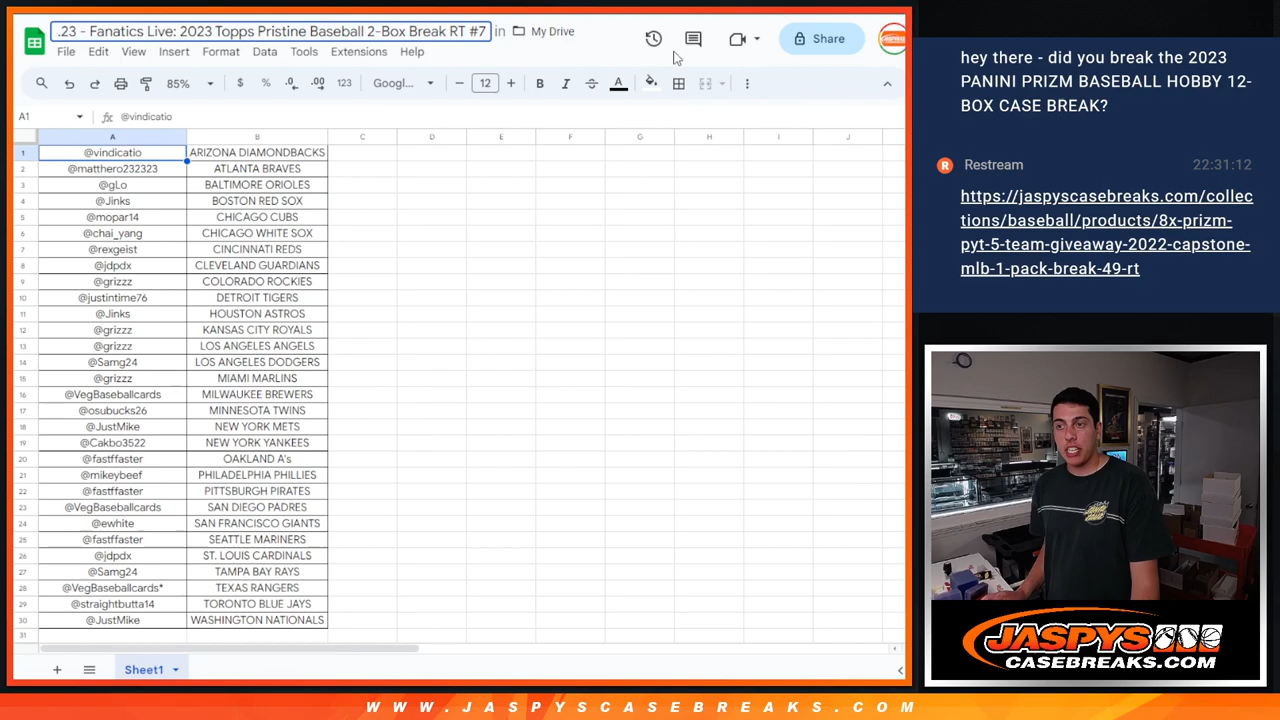 .23 - Fanatics Live: 2023 Topps Pristine Baseball 2-Box Break RT #7 in My Drive
Share
File Edit View Insert Format Data Tools Extensions Help
85% $ % .0 .00 123 Googl... 12 B I S A
A1 fx @vindicatio
A B C D E F G H I J
1 @vindicatio ARIZONA DIAMONDBACKS
2 @matthero232323 ATLANTA BRAVES
3 @gLo BALTIMORE ORIOLES
4 @Jinks BOSTON RED SOX
5 @mopar14 CHICAGO CUBS
6 @chai_yang CHICAGO WHITE SOX
7 @rexgeist CINCINNATI REDS
8 @jdpdx CLEVELAND GUARDIANS
9 @grizzz COLORADO ROCKIES
10 @justintime76 DETROIT TIGERS
11 @Jinks HOUSTON ASTROS
12 @grizzz KANSAS CITY ROYALS
13 @grizzz LOS ANGELES ANGELS
14 @Samg24 LOS ANGELES DODGERS
15 @grizzz MIAMI MARLINS
16 @VegBaseballcards MILWAUKEE BREWERS
17 @osubucks26 MINNESOTA TWINS
18 @JustMike NEW YORK METS
19 @Cakbo3522 NEW YORK YANKEES
20 @fastffaster OAKLAND A's
21 @mikeybeef PHILADELPHIA PHILLIES
22 @fastffaster PITTSBURGH PIRATES
23 @VegBaseballcards SAN DIEGO PADRES
24 @ewhite SAN FRANCISCO GIANTS
25 @fastffaster SEATTLE MARINERS
26 @jdpdx ST. LOUIS CARDINALS
27 @Samg24 TAMPA BAY RAYS
28 @VegBaseballcards* TEXAS RANGERS
29 @straightbutta14 TORONTO BLUE JAYS
30 @JustMike WASHINGTON NATIONALS
31
Sheet1
hey there - did you break the 2023
PANINI PRIZM BASEBALL HOBBY 12-
BOX CASE BREAK?
R Restream 22:31:12
https://jaspyscasebreaks.com/collec
tions/baseball/products/8x-prizm-
pyt-5-team-giveaway-2022-capstone-
mlb-1-pack-break-49-rt
JASPYS
CASEBREAKS.COM
WWW.JASPYSCASEBREAKS.COM